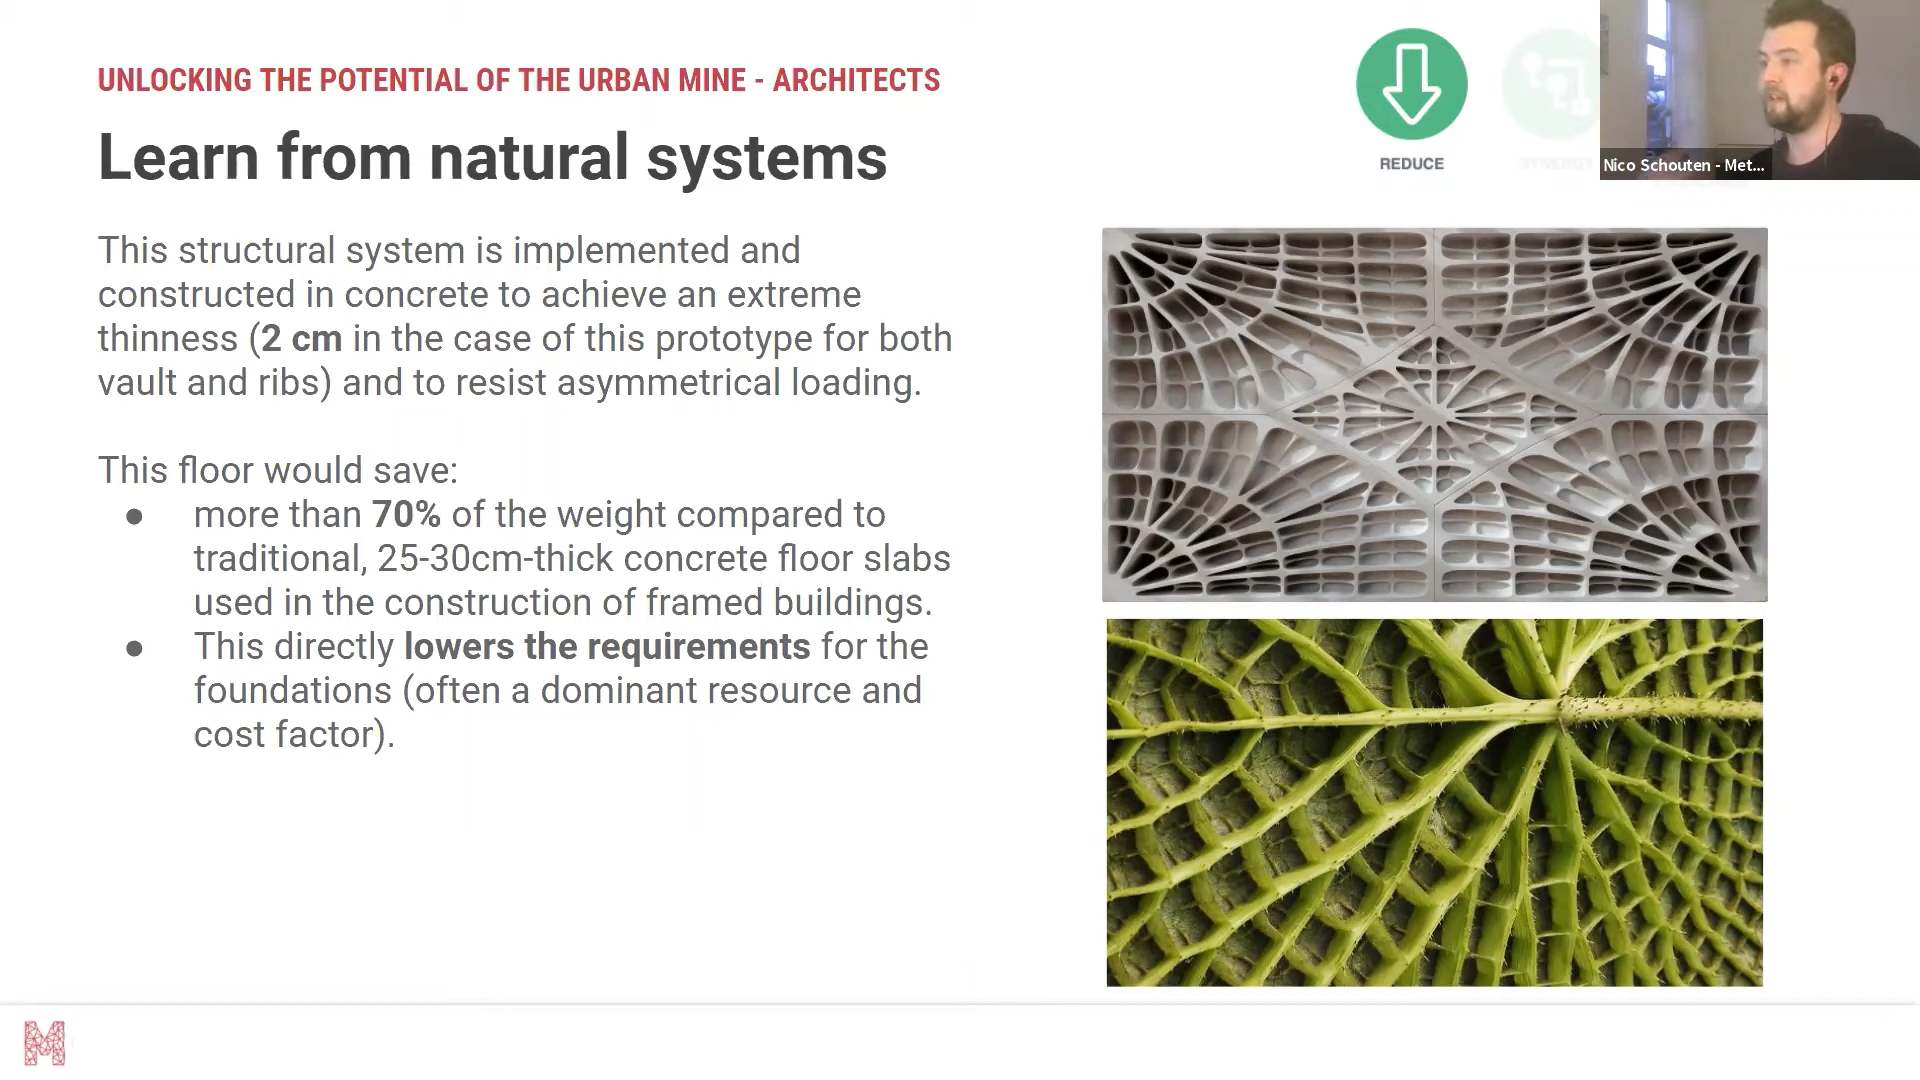 UNLOCKING THE POTENTIAL OF THE URBAN MINE - ARCHITECTS
Learn from natural systems
This structural system is implemented and
constructed in concrete to achieve an extreme
thinness (2 cm in the case of this prototype for both
vault and ribs) and to resist asymmetrical loading.
This floor would save:
● more than 70% of the weight compared to
traditional, 25-30cm-thick concrete floor slabs
used in the construction of framed buildings.
● This directly lowers the requirements for the
foundations (often a dominant resource and
cost factor).
REDUCE
Nico Schouten - Met...
M